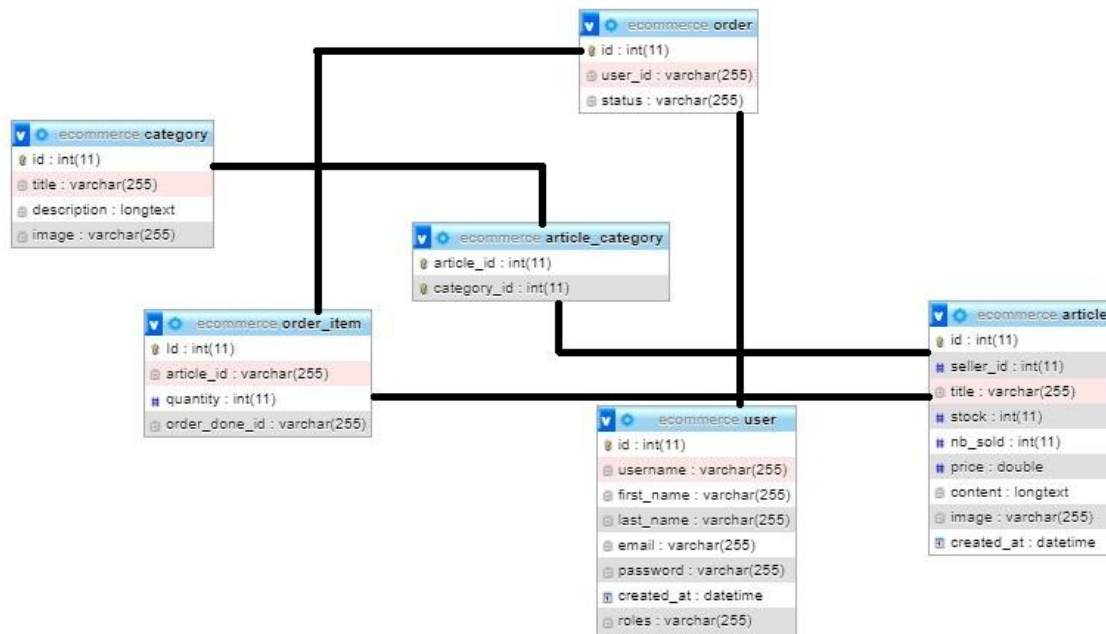 ecommerce order
id : int(11)
user_id : varchar(255)
status : varchar(255)
ecommerce category
id : int(11)
title : varchar(255)
description : longtext
image : varchar(255)
ecommerce article_category
article_id : int(11)
category_id : int(11)
ecommerce order_item
Id : int(11)
article_id : varchar(255)
quantity : int(11)
order_done_id : varchar(255)
ecommerce article
id : int(11)
seller_id : int(11)
title : varchar(255)
stock : int(11)
nb_sold : int(11)
price : double
content : longtext
image : varchar(255)
created_at : datetime
ecommerce user
id : int(11)
username : varchar(255)
first_name : varchar(255)
last_name : varchar(255)
email : varchar(255)
password : varchar(255)
created_at : datetime
roles : varchar(255)